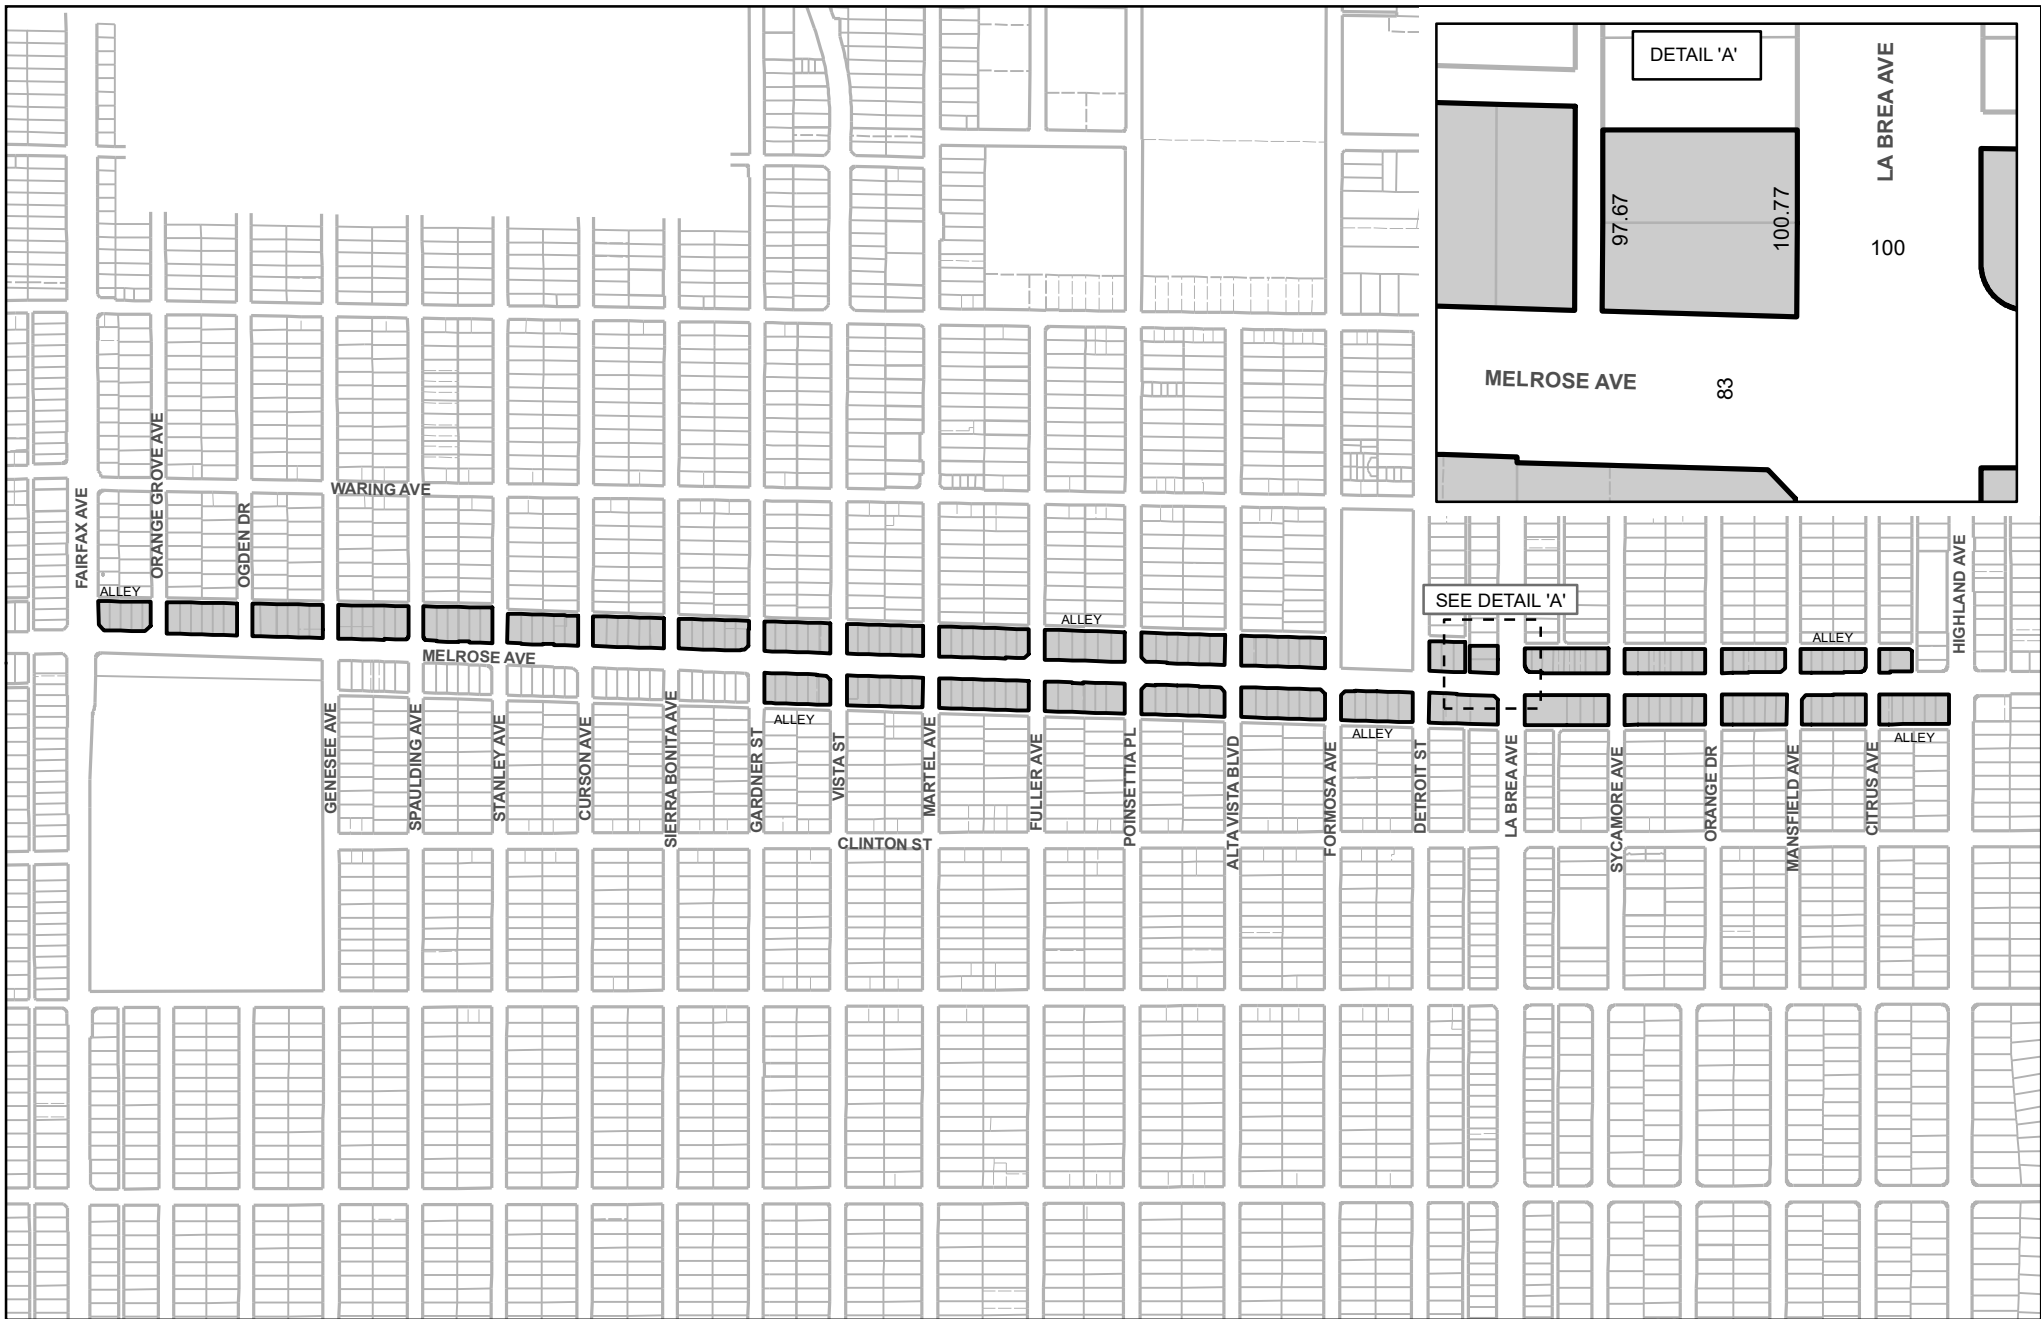 DETAIL 'A'
LA BREA AVE
97.67
100.77
100
MELROSE AVE
83
FAIRFAX AVE
ORANGE GROVE AVE
OGDEN DR
WARING AVE
HIGHLAND AVE
ALLEY
SEE DETAIL 'A'
ALLEY
ALLEY
MELROSE AVE
ALLEY
ALLEY
ALLEY
GENESEE AVE
SPAULDING AVE
STANLEY AVE
CURSON AVE
SIERRA BONITA AVE
GARDNER ST
VISTA ST
MARTEL AVE
FULLER AVE
POINSETTIA PL
ALTA VISTA BLVD
FORMOSA AVE
DETROIT ST
LA BREA AVE
SYCAMORE AVE
ORANGE DR
MANSFIELD AVE
CITRUS AVE
CLINTON ST